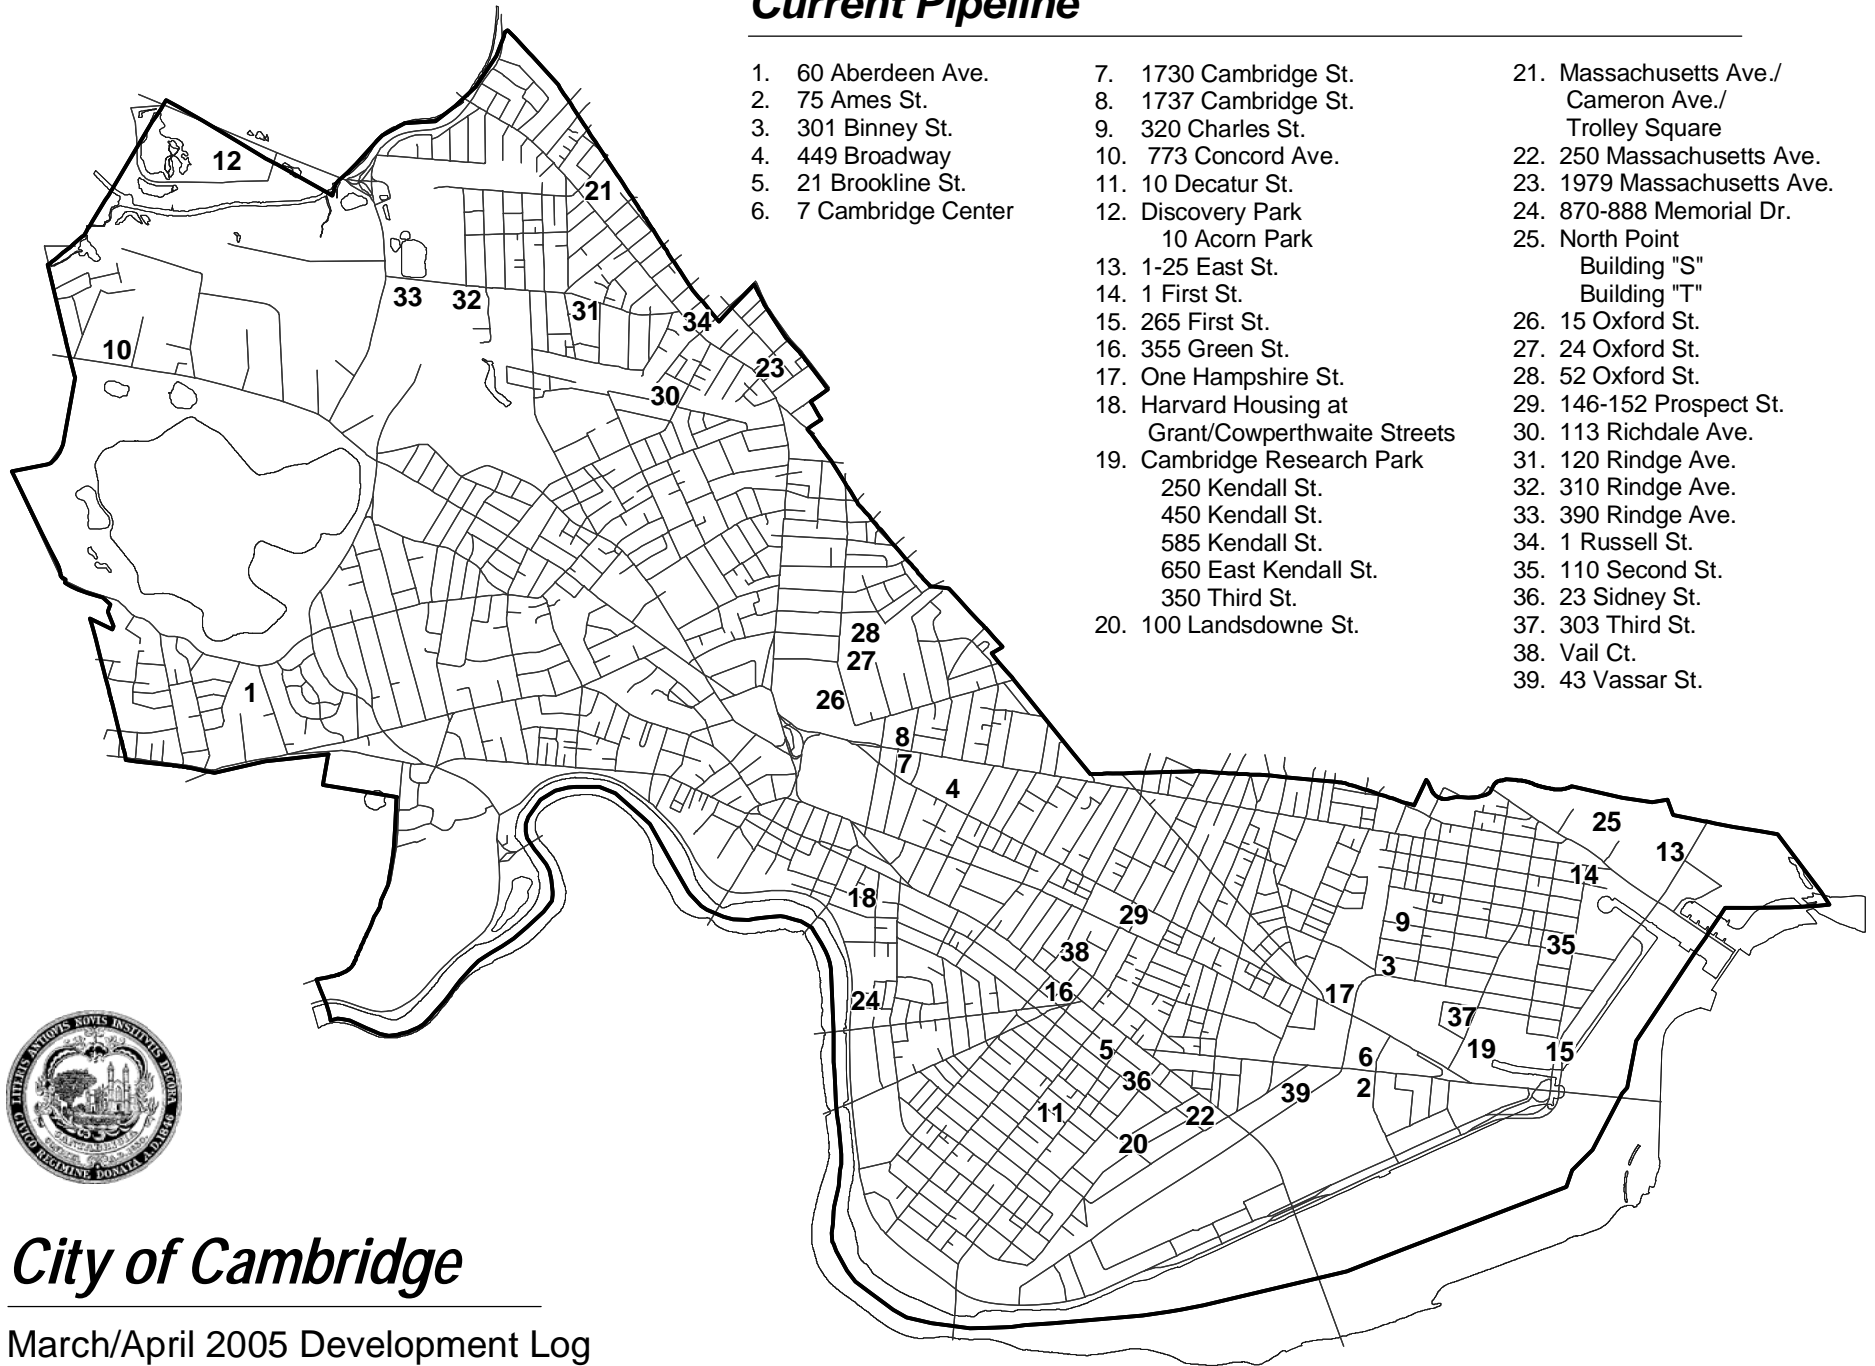 Current Pipeline
1. 60 Aberdeen Ave.
2. 75 Ames St.
3. 301 Binney St.
4. 449 Broadway
5. 21 Brookline St.
6. 7 Cambridge Center
7. 1730 Cambridge St.
8. 1737 Cambridge St.
9. 320 Charles St.
10. 773 Concord Ave.
11. 10 Decatur St.
12. Discovery Park
10 Acorn Park
13. 1-25 East St.
14. 1 First St.
15. 265 First St.
16. 355 Green St.
17. One Hampshire St.
18. Harvard Housing at
Grant/Cowperthwaite Streets
19. Cambridge Research Park
250 Kendall St.
450 Kendall St.
585 Kendall St.
650 East Kendall St.
350 Third St.
20. 100 Landsdowne St.
21. Massachusetts Ave./
Cameron Ave./
Trolley Square
22. 250 Massachusetts Ave.
23. 1979 Massachusetts Ave.
24. 870-888 Memorial Dr.
25. North Point
Building "S"
Building "T"
26. 15 Oxford St.
27. 24 Oxford St.
28. 52 Oxford St.
29. 146-152 Prospect St.
30. 113 Richdale Ave.
31. 120 Rindge Ave.
32. 310 Rindge Ave.
33. 390 Rindge Ave.
34. 1 Russell St.
35. 110 Second St.
36. 23 Sidney St.
37. 303 Third St.
38. Vail Ct.
39. 43 Vassar St.
12
21
33
32
31
34
10
23
30
28
27
1
26
8
7
4
25
13
14
18
29
9
35
38
3
24
16
17
37
5
6
19
15
36
2
39
11
22
20
LITERIS ANTIQVIS NOVIS INSTITVTIS DECORA
CIVICO REGIMINE DONATA A.D. 1846
City of Cambridge
March/April 2005 Development Log